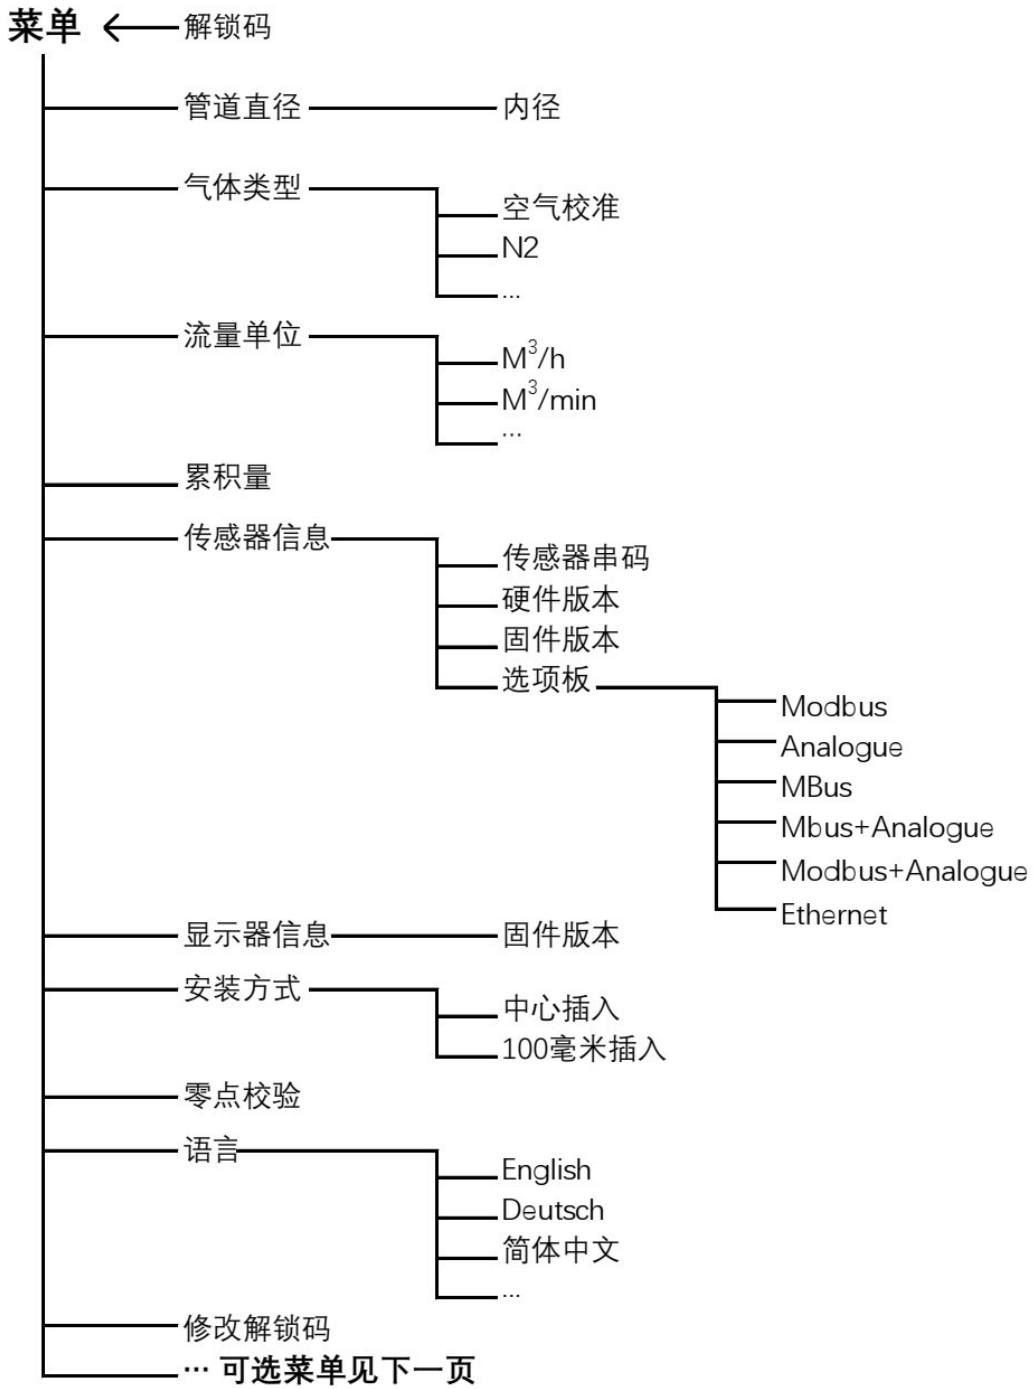 菜单 解锁码
管道直径 内径
气体类型
空气校准
N2
...
流量单位
M³/h
M³/min
...
累积量
传感器信息
传感器串码
硬件版本
固件版本
选项板
Modbus
Analogue
MBus
Mbus+Analogue
Modbus+Analogue
Ethernet
显示器信息 固件版本
安装方式
中心插入
100毫米插入
零点校验
语言
English
Deutsch
简体中文
...
修改解锁码
... 可选菜单见下一页